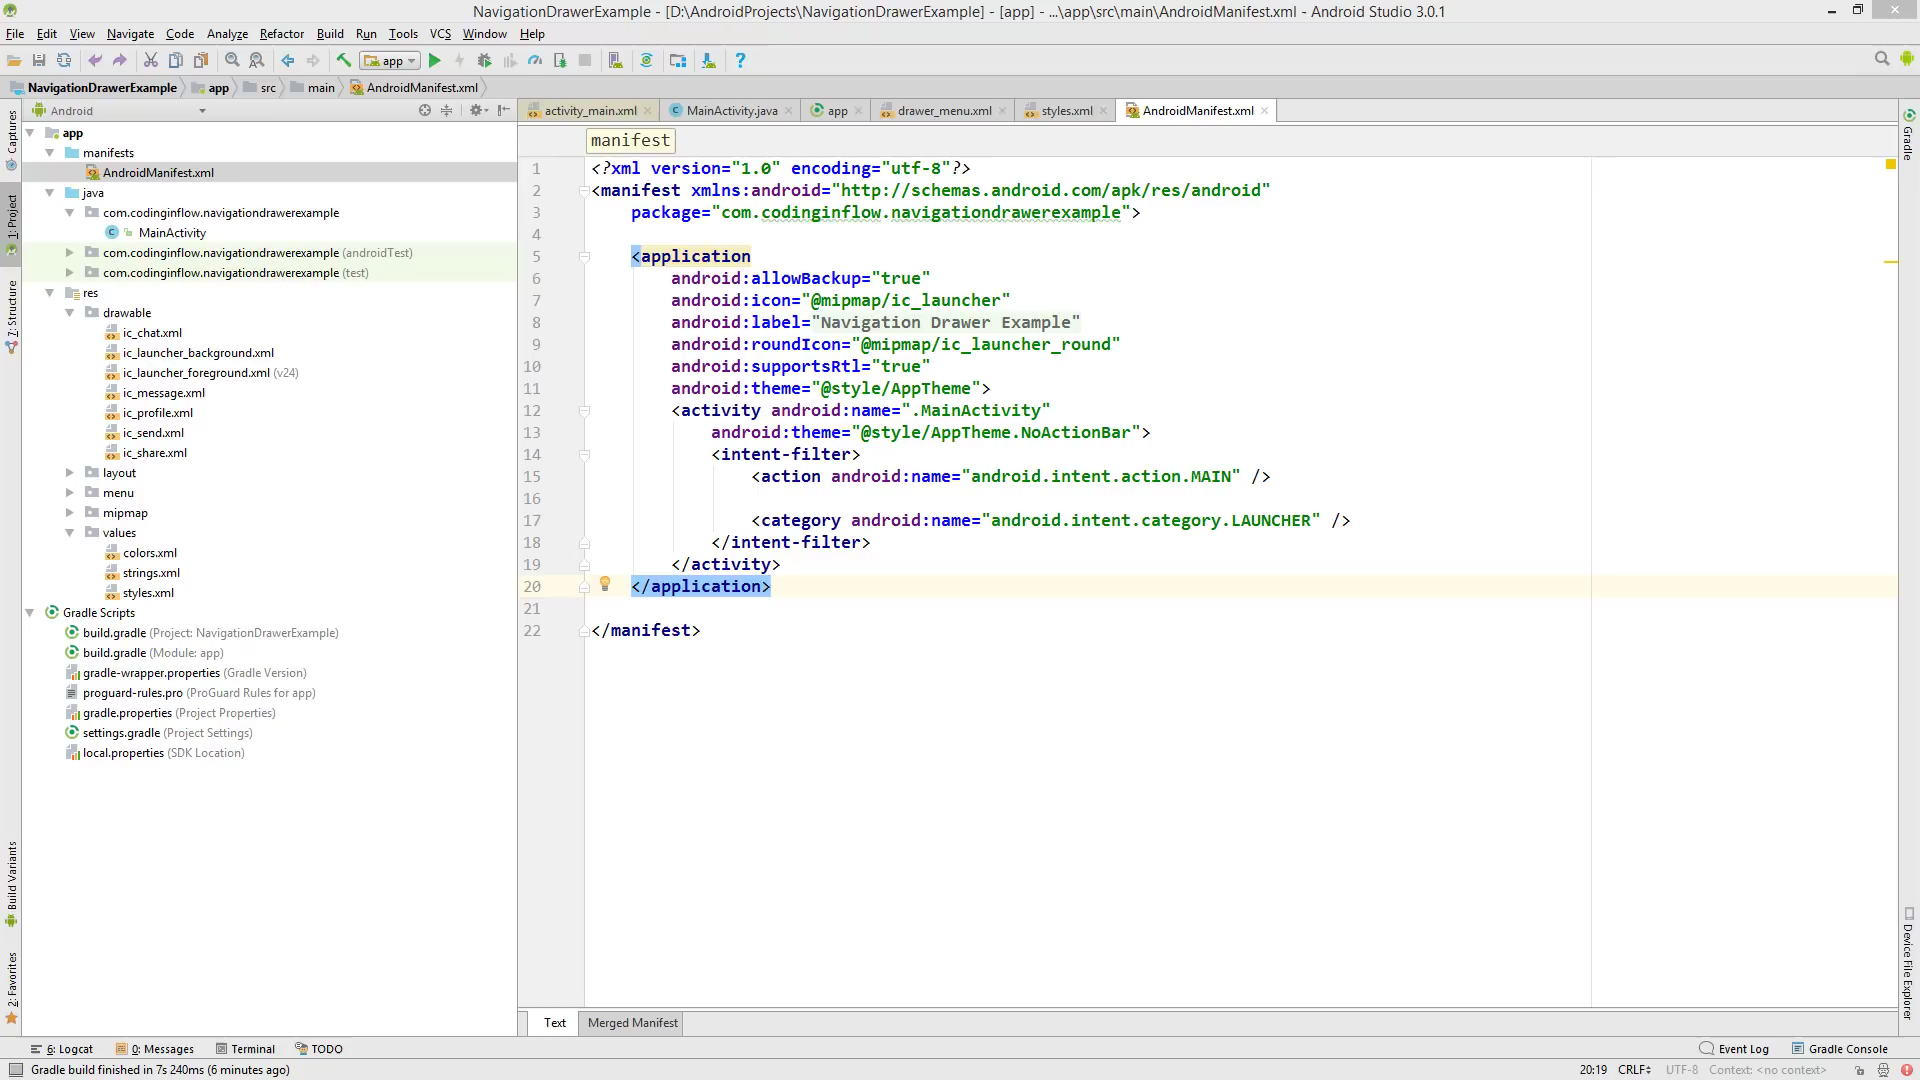 NavigationDrawerExample - [D:\AndroidProjects\NavigationDrawerExample] - [app] - ...\app\src\main\AndroidManifest.xml - Android Studio 3.0.1
File Edit View Navigate Code Analyze Refactor Build Run Tools VCS Window Help
app
NavigationDrawerExample app src main AndroidManifest.xml
Android
activity_main.xml MainActivity.java app drawer_menu.xml styles.xml AndroidManifest.xml
Captures
1: Project
7: Structure
Build Variants
2: Favorites
app
manifests
AndroidManifest.xml
java
com.codinginflow.navigationdrawerexample
MainActivity
com.codinginflow.navigationdrawerexample (androidTest)
com.codinginflow.navigationdrawerexample (test)
res
drawable
ic_chat.xml
ic_launcher_background.xml
ic_launcher_foreground.xml (v24)
ic_message.xml
ic_profile.xml
ic_send.xml
ic_share.xml
layout
menu
mipmap
values
colors.xml
strings.xml
styles.xml
Gradle Scripts
build.gradle (Project: NavigationDrawerExample)
build.gradle (Module: app)
gradle-wrapper.properties (Gradle Version)
proguard-rules.pro (ProGuard Rules for app)
gradle.properties (Project Properties)
settings.gradle (Project Settings)
local.properties (SDK Location)
manifest
1 <?xml version="1.0" encoding="utf-8"?>
2 <manifest xmlns:android="http://schemas.android.com/apk/res/android"
3 package="com.codinginflow.navigationdrawerexample">
4
5 <application
6 android:allowBackup="true"
7 android:icon="@mipmap/ic_launcher"
8 android:label="Navigation Drawer Example"
9 android:roundIcon="@mipmap/ic_launcher_round"
10 android:supportsRtl="true"
11 android:theme="@style/AppTheme">
12 <activity android:name=".MainActivity"
13 android:theme="@style/AppTheme.NoActionBar">
14 <intent-filter>
15 <action android:name="android.intent.action.MAIN" />
16
17 <category android:name="android.intent.category.LAUNCHER" />
18 </intent-filter>
19 </activity>
20 </application>
21
22 </manifest>
Gradle
Device File Explorer
Text Merged Manifest
6: Logcat 0: Messages Terminal TODO Event Log Gradle Console
Gradle build finished in 7s 240ms (6 minutes ago) 20:19 CRLF UTF-8 Context: <no context>